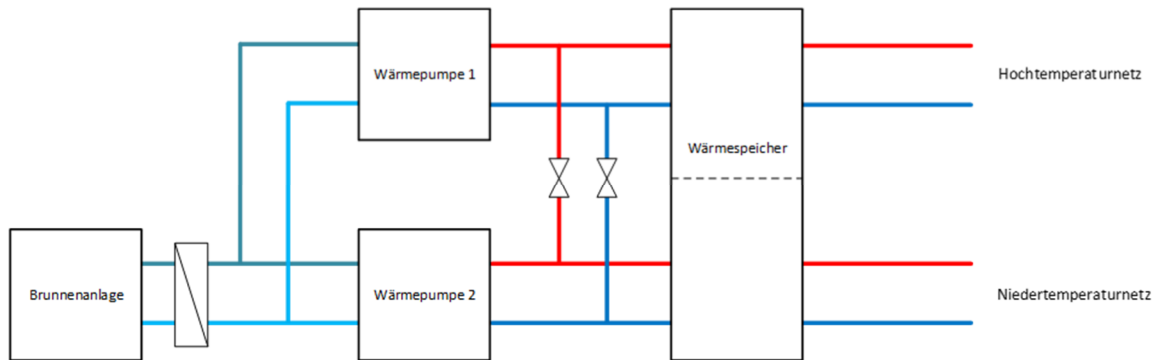 Wärmepumpe 1
Hochtemperaturnetz
Wärmespeicher
Brunnenanlage
Wärmepumpe 2
Niedertemperaturnetz